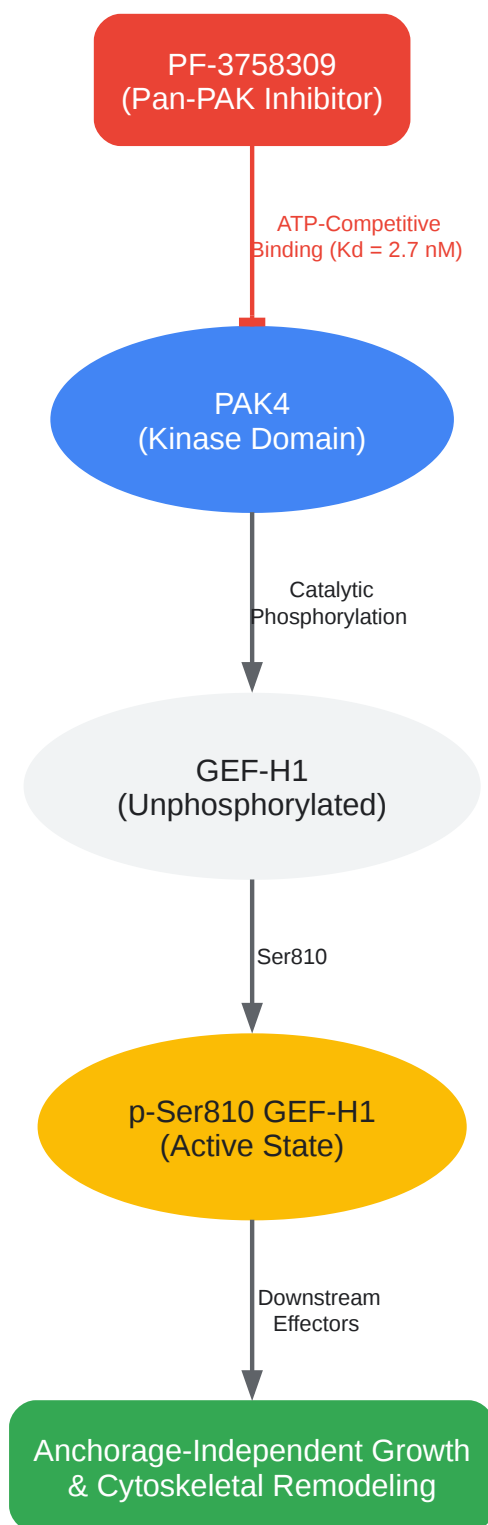 PF-3758309
(Pan-PAK Inhibitor)
ATP-Competitive
Binding (Kd = 2.7 nM)
PAK4
(Kinase Domain)
Catalytic
Phosphorylation
GEF-H1
(Unphosphorylated)
Ser810
p-Ser810 GEF-H1
(Active State)
Downstream
Effectors
Anchorage-Independent Growth
& Cytoskeletal Remodeling